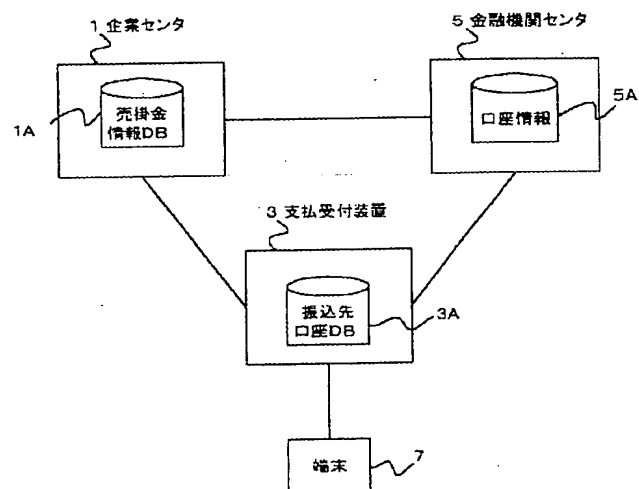 1 企業センタ
5 金融機関センタ
1A
売掛金
情報DB
口座情報
5A
3 支払受付装置
振込先
口座DB
3A
端末
7